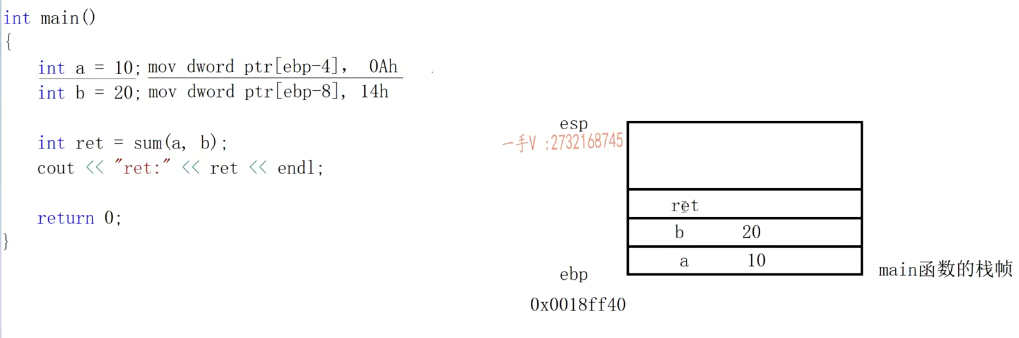 int main()
{
int a = 10; mov dword ptr[ebp-4], 0Ah
int b = 20; mov dword ptr[ebp-8], 14h
int ret = sum(a, b);
cout << "ret:" << ret << endl;
return 0;
}
esp
一手V :2732168745
ret
b 20
a 10
ebp
main函数的栈帧
0x0018ff40